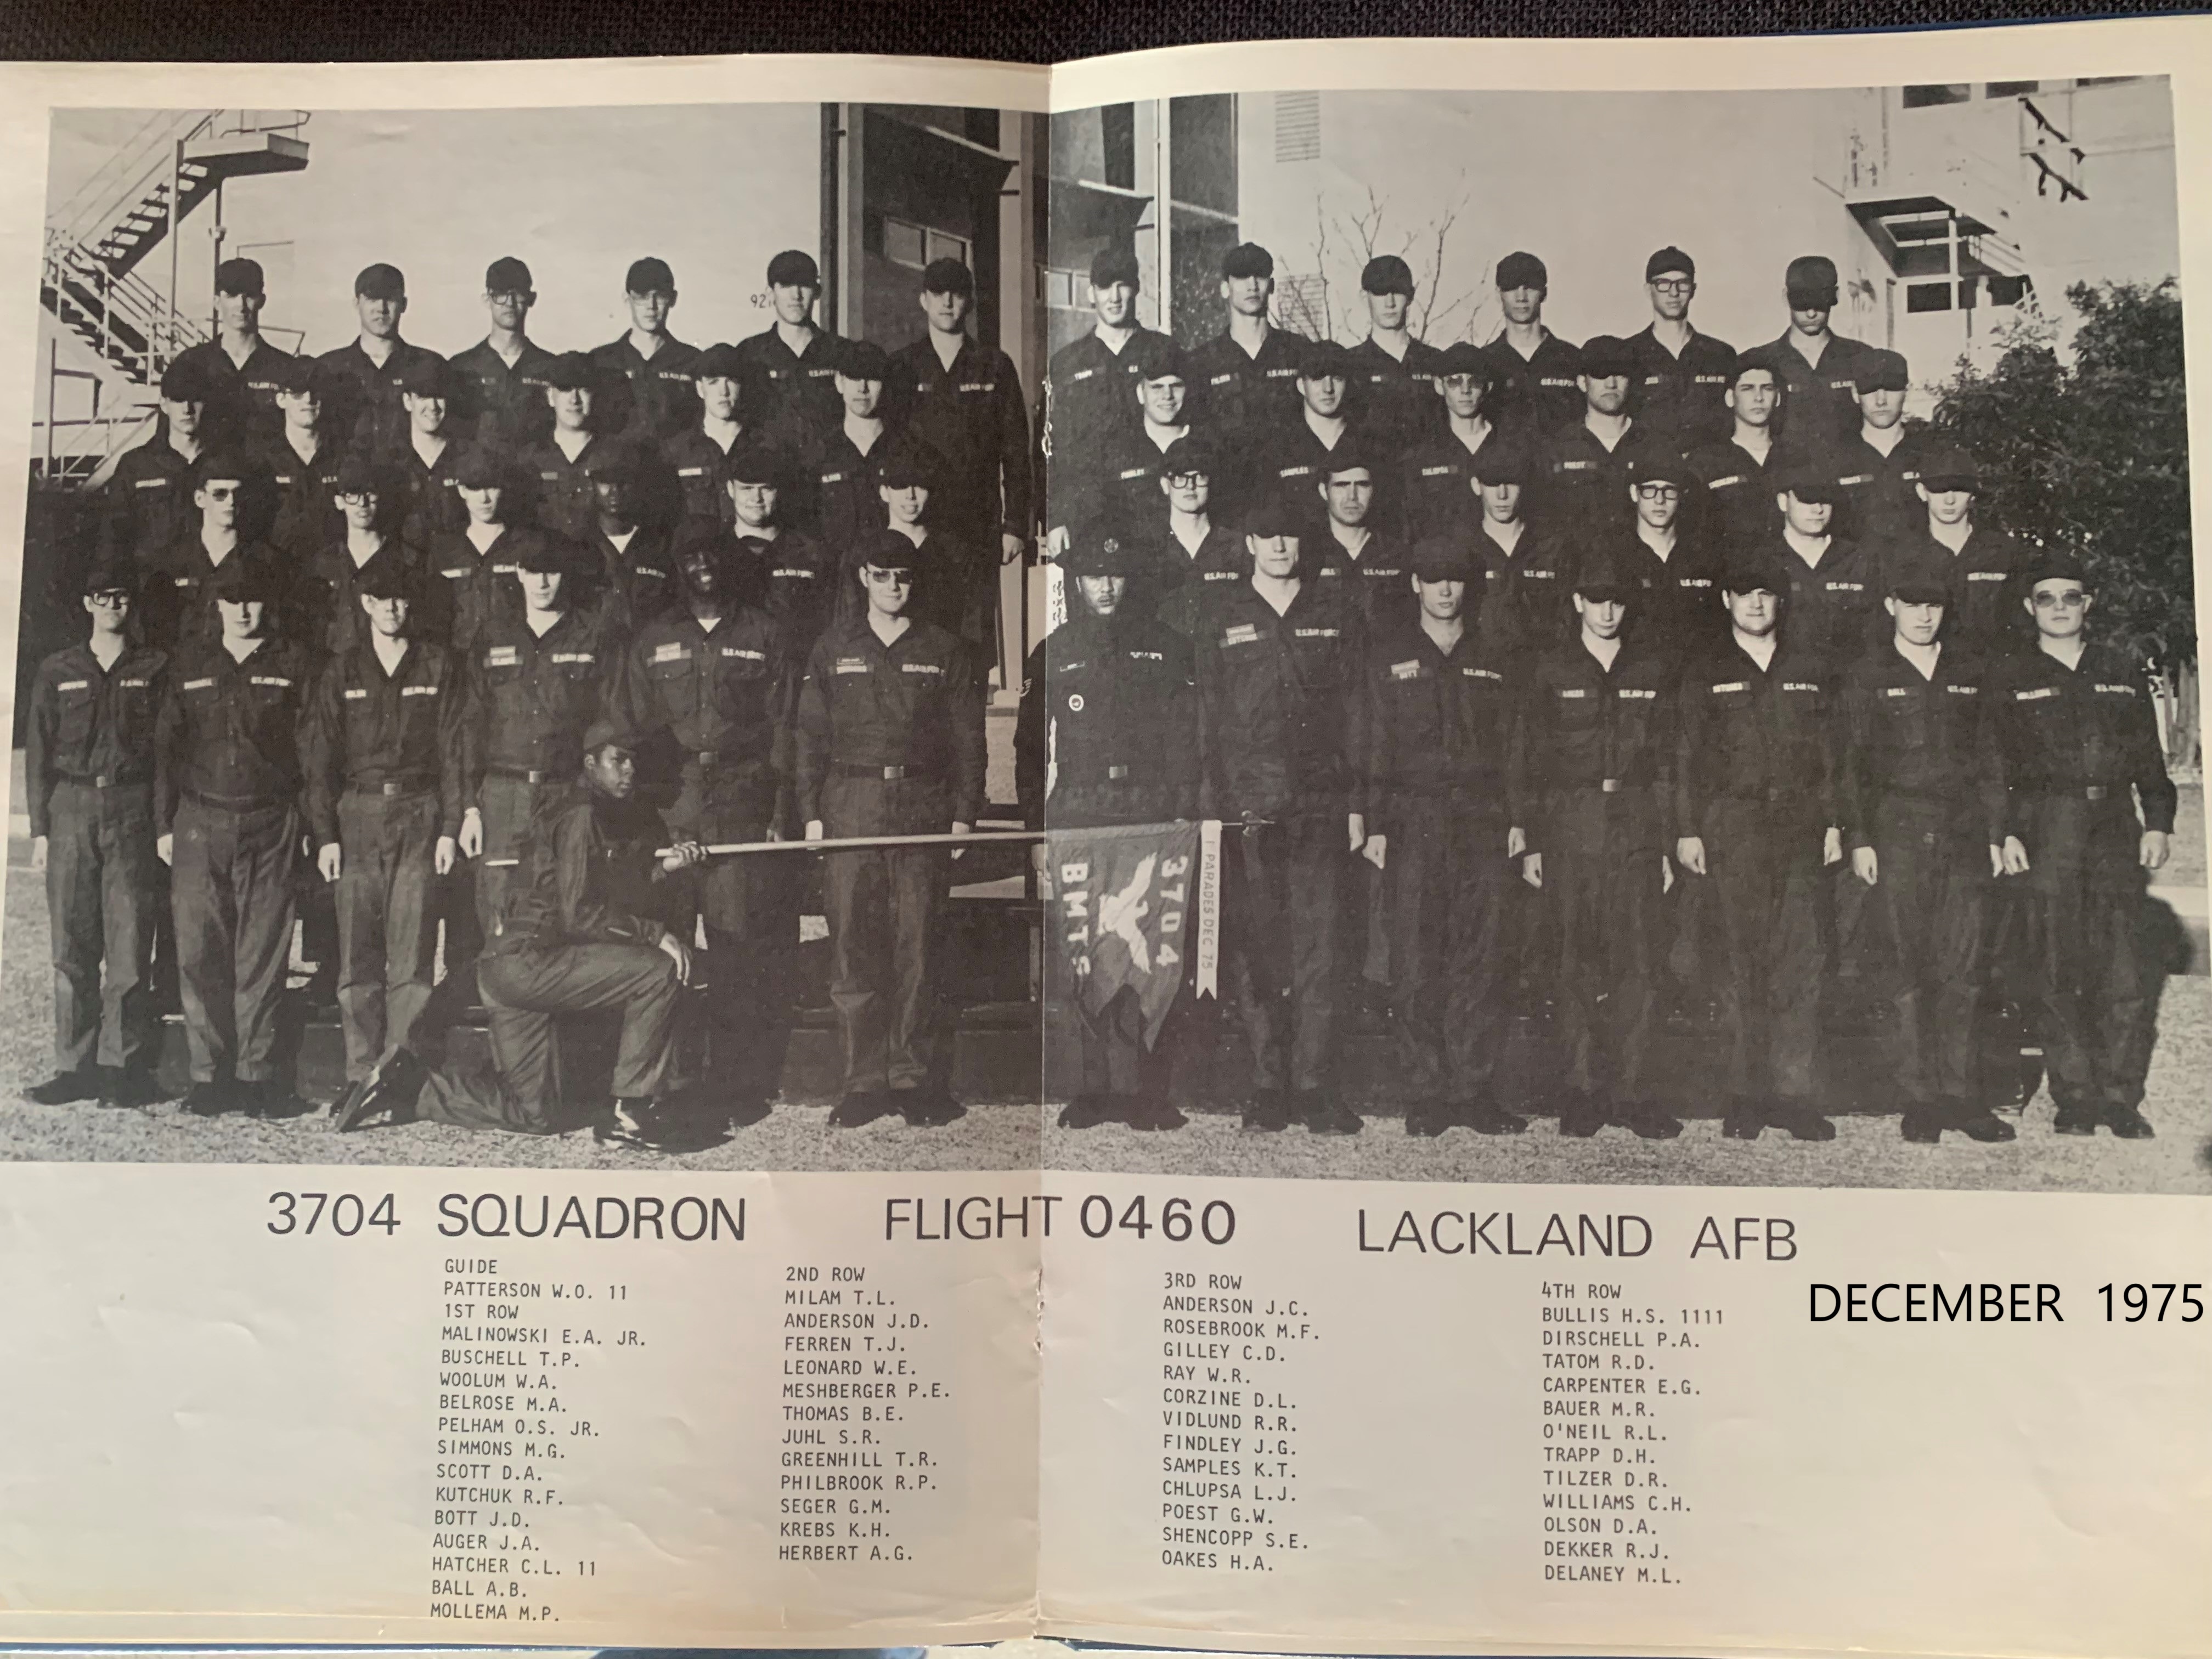 92
3704
BMTS
1 PARADES DEC 75
3704 SQUADRON FLIGHT 0460 LACKLAND AFB
DECEMBER 1975
GUIDE
PATTERSON W.O. 11
1ST ROW
MALINOWSKI E.A. JR.
BUSCHELL T.P.
WOOLUM W.A.
BELROSE M.A.
PELHAM O.S. JR.
SIMMONS M.G.
SCOTT D.A.
KUTCHUK R.F.
BOTT J.D.
AUGER J.A.
HATCHER C.L. 11
BALL A.B.
MOLLEMA M.P.
2ND ROW
MILAM T.L.
ANDERSON J.D.
FERREN T.J.
LEONARD W.E.
MESHBERGER P.E.
THOMAS B.E.
JUHL S.R.
GREENHILL T.R.
PHILBROOK R.P.
SEGER G.M.
KREBS K.H.
HERBERT A.G.
3RD ROW
ANDERSON J.C.
ROSEBROOK M.F.
GILLEY C.D.
RAY W.R.
CORZINE D.L.
VIDLUND R.R.
FINDLEY J.G.
SAMPLES K.T.
CHLUPSA L.J.
POEST G.W.
SHENCOPP S.E.
OAKES H.A.
4TH ROW
BULLIS H.S. 1111
DIRSCHELL P.A.
TATOM R.D.
CARPENTER E.G.
BAUER M.R.
O'NEIL R.L.
TRAPP D.H.
TILZER D.R.
WILLIAMS C.H.
OLSON D.A.
DEKKER R.J.
DELANEY M.L.